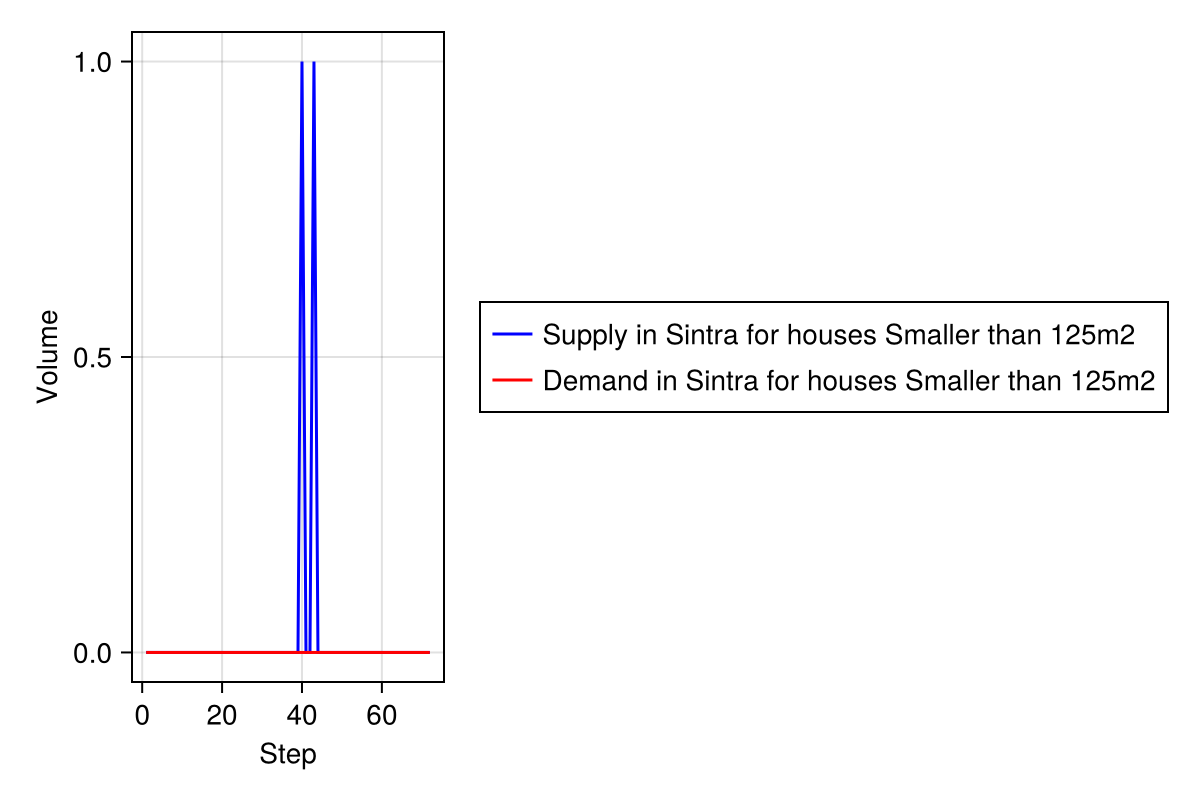 1.0
0.5
0.0
Volume
0 20 40 60
Step
Supply in Sintra for houses Smaller than 125m2
Demand in Sintra for houses Smaller than 125m2